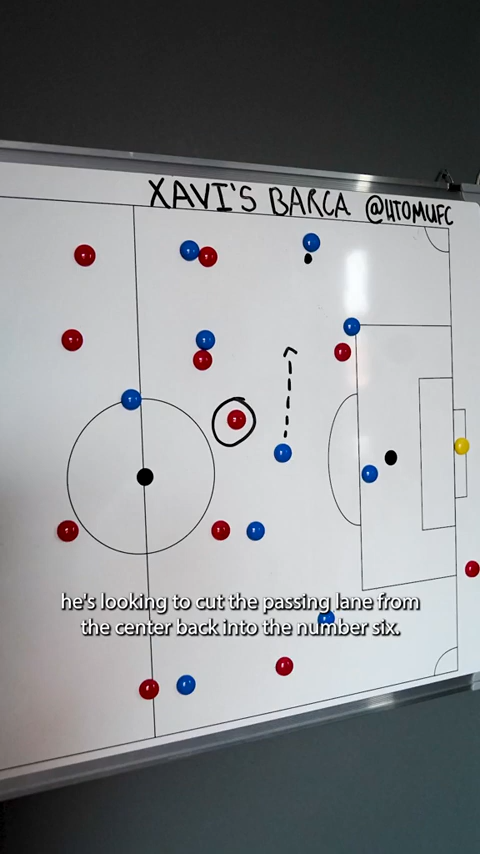 XAVI'S BARCA @UTOMUFC
he's looking to cut the passing lane from
the center back into the number six.